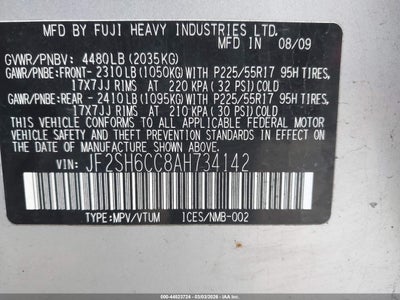 MFD. BY FUJI HEAVY INDUSTRIES LTD.
MFD. IN 08/09
GVWR/PNBV: 4480LB (2035KG)
GAWR/PNBE:FRONT- 2310LB(1050KG)WITH P225/55R17 95H TIRES,
17X7JJ RIMS AT 220 KPA (32 PSI)COLD
GAWR/PNBE:REAR - 2410LB(1095KG)WITH P225/55R17 95H TIRES,
17X7JJ RIMS AT 210 KPA(30 PSI)COLD
THIS VEHICLE CONFORMS TO ALL APPLICABLE FEDERAL MOTOR
VEHICLE SAFETY AND THEFT PREVENTION STANDARDS IN EFFECT
ON THE DATE OF MANUFACTURE SHOWN ABOVE.
VIN: JF2SH6CC8AH734142
TYPE:MPV/VTUM ICES/NMB-002
500-44923724 - 03/03/2026 - IAA, Inc.